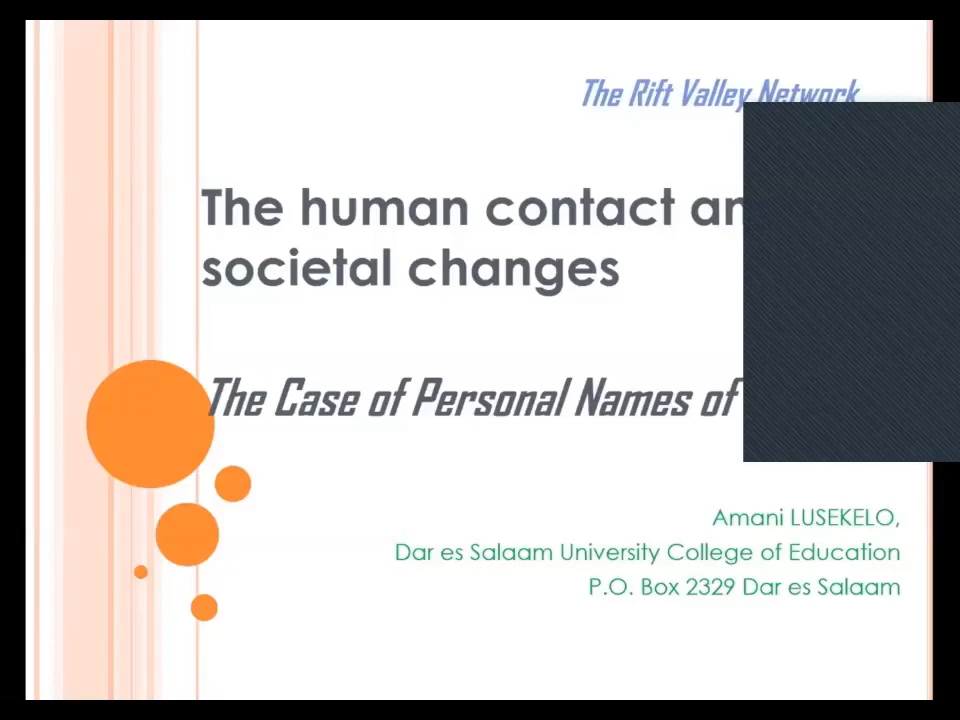 The Rift Valley Network
The human contact
societal changes
The Case of Personal Names of
Amani LUSEKELO,
Dar es Salaam University College of Education
P.O. Box 2329 Dar es Salaam